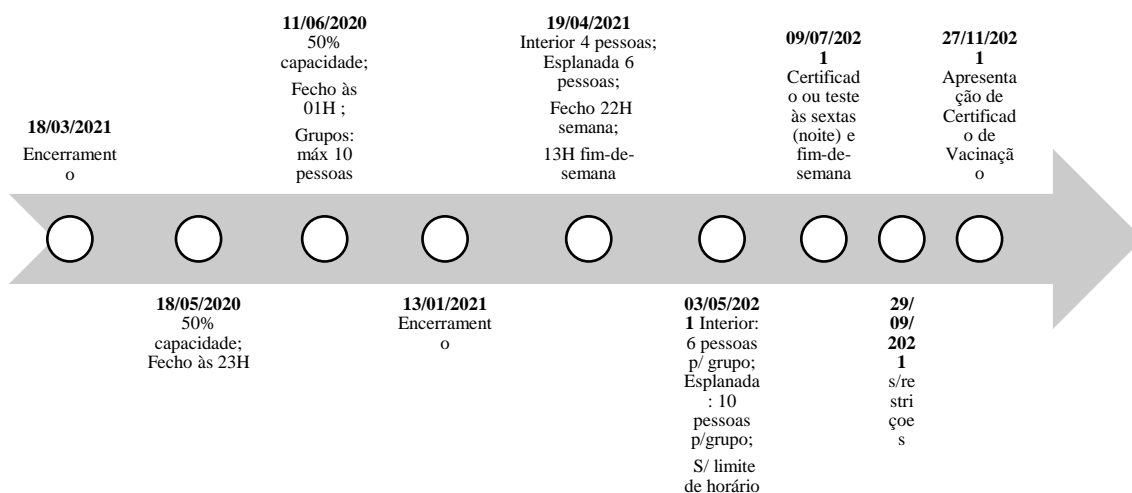 18/03/2021
Encerrament
o
18/05/2020
50%
capacidade;
Fecho às 23H
11/06/2020
50%
capacidade;
Fecho às
01H ;
Grupos:
máx 10
pessoas
13/01/2021
Encerrament
o
19/04/2021
Interior 4 pessoas;
Esplanada 6
pessoas;
Fecho 22H
semana;
13H fim-de-
semana
03/05/202
1 Interior:
6 pessoas
p/ grupo;
Esplanada
: 10
pessoas
p/grupo;
S/ limite
de horário
09/07/202
1
Certificad
o ou teste
às sextas
(noite) e
fim-de-
semana
29/
09/
202
1
s/re
stri
çoe
s
27/11/202
1
Apresenta
ção de
Certificad
o de
Vacinaçã
o